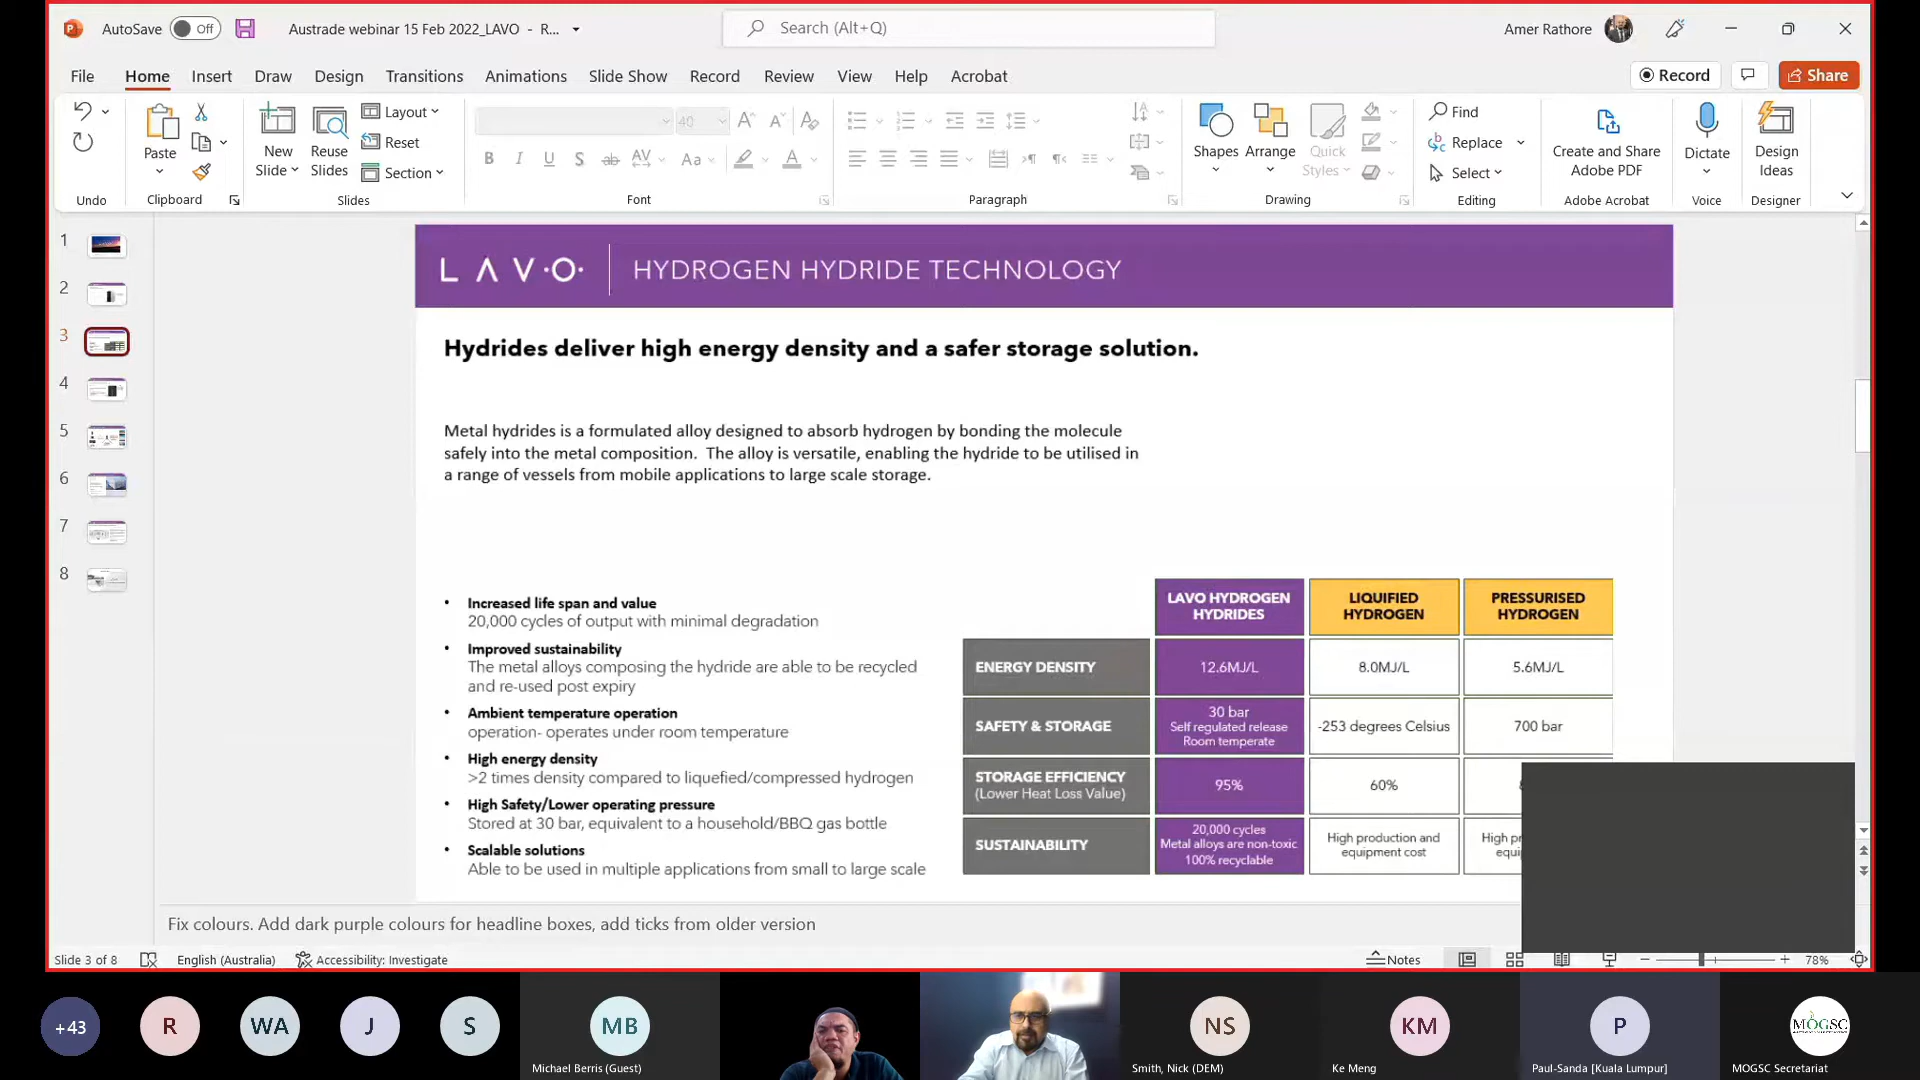 AutoSave Off Austrade webinar 15 Feb 2022_LAVO - R... Search (Alt+Q) Amer Rathore
File Home Insert Draw Design Transitions Animations Slide Show Record Review View Help Acrobat Record Share
Paste
New Slide
Reuse Slides
Layout
Reset
Section
40
Shapes
Arrange
Quick Styles
Find
Replace
Select
Create and Share Adobe PDF
Dictate
Design Ideas
Undo Clipboard Slides Font Paragraph Drawing Editing Adobe Acrobat Voice Designer
1
2
3
4
5
6
7
8
LAVO HYDROGEN HYDRIDE TECHNOLOGY
Hydrides deliver high energy density and a safer storage solution.
Metal hydrides is a formulated alloy designed to absorb hydrogen by bonding the molecule
safely into the metal composition. The alloy is versatile, enabling the hydride to be utilised in
a range of vessels from mobile applications to large scale storage.
• Increased life span and value
20,000 cycles of output with minimal degradation
• Improved sustainability
The metal alloys composing the hydride are able to be recycled
and re-used post expiry
• Ambient temperature operation
operation- operates under room temperature
• High energy density
>2 times density compared to liquefied/compressed hydrogen
• High Safety/Lower operating pressure
Stored at 30 bar, equivalent to a household/BBQ gas bottle
• Scalable solutions
Able to be used in multiple applications from small to large scale
LAVO HYDROGEN
HYDRIDES
LIQUIFIED
HYDROGEN
PRESSURISED
HYDROGEN
ENERGY DENSITY
12.6MJ/L
8.0MJ/L
5.6MJ/L
SAFETY & STORAGE
30 bar
Self regulated release
Room temperate
-253 degrees Celsius
700 bar
STORAGE EFFICIENCY
(Lower Heat Loss Value)
95%
60%
SUSTAINABILITY
20,000 cycles
Metal alloys are non-toxic
100% recyclable
High production and
equipment cost
High
Fix colours. Add dark purple colours for headline boxes, add ticks from older version
Slide 3 of 8 English (Australia) Accessibility: Investigate Notes 78%
+43 R WA J S MB NS KM P MOGSC
Michael Berris (Guest) Smith, Nick (DEM) Ke Meng Paul-Sanda [Kuala Lumpur] MOGSC Secretariat